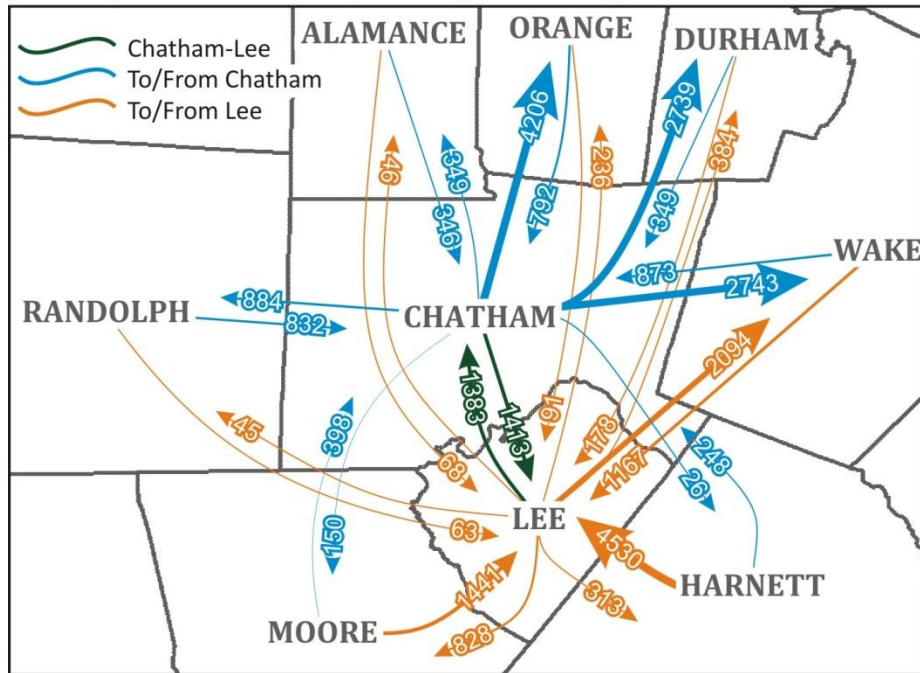 ALAMANCE
ORANGE
DURHAM
Chatham-Lee
To/From Chatham
To/From Lee
4206
2739
384
46
349
792
236
346
349
WAKE
873
884
2743
RANDOLPH
832
CHATHAM
2094
1383
1413
91
45
398
68
178
248
1167
26
LEE
63
150
4530
1441
313
HARNETT
MOORE
828